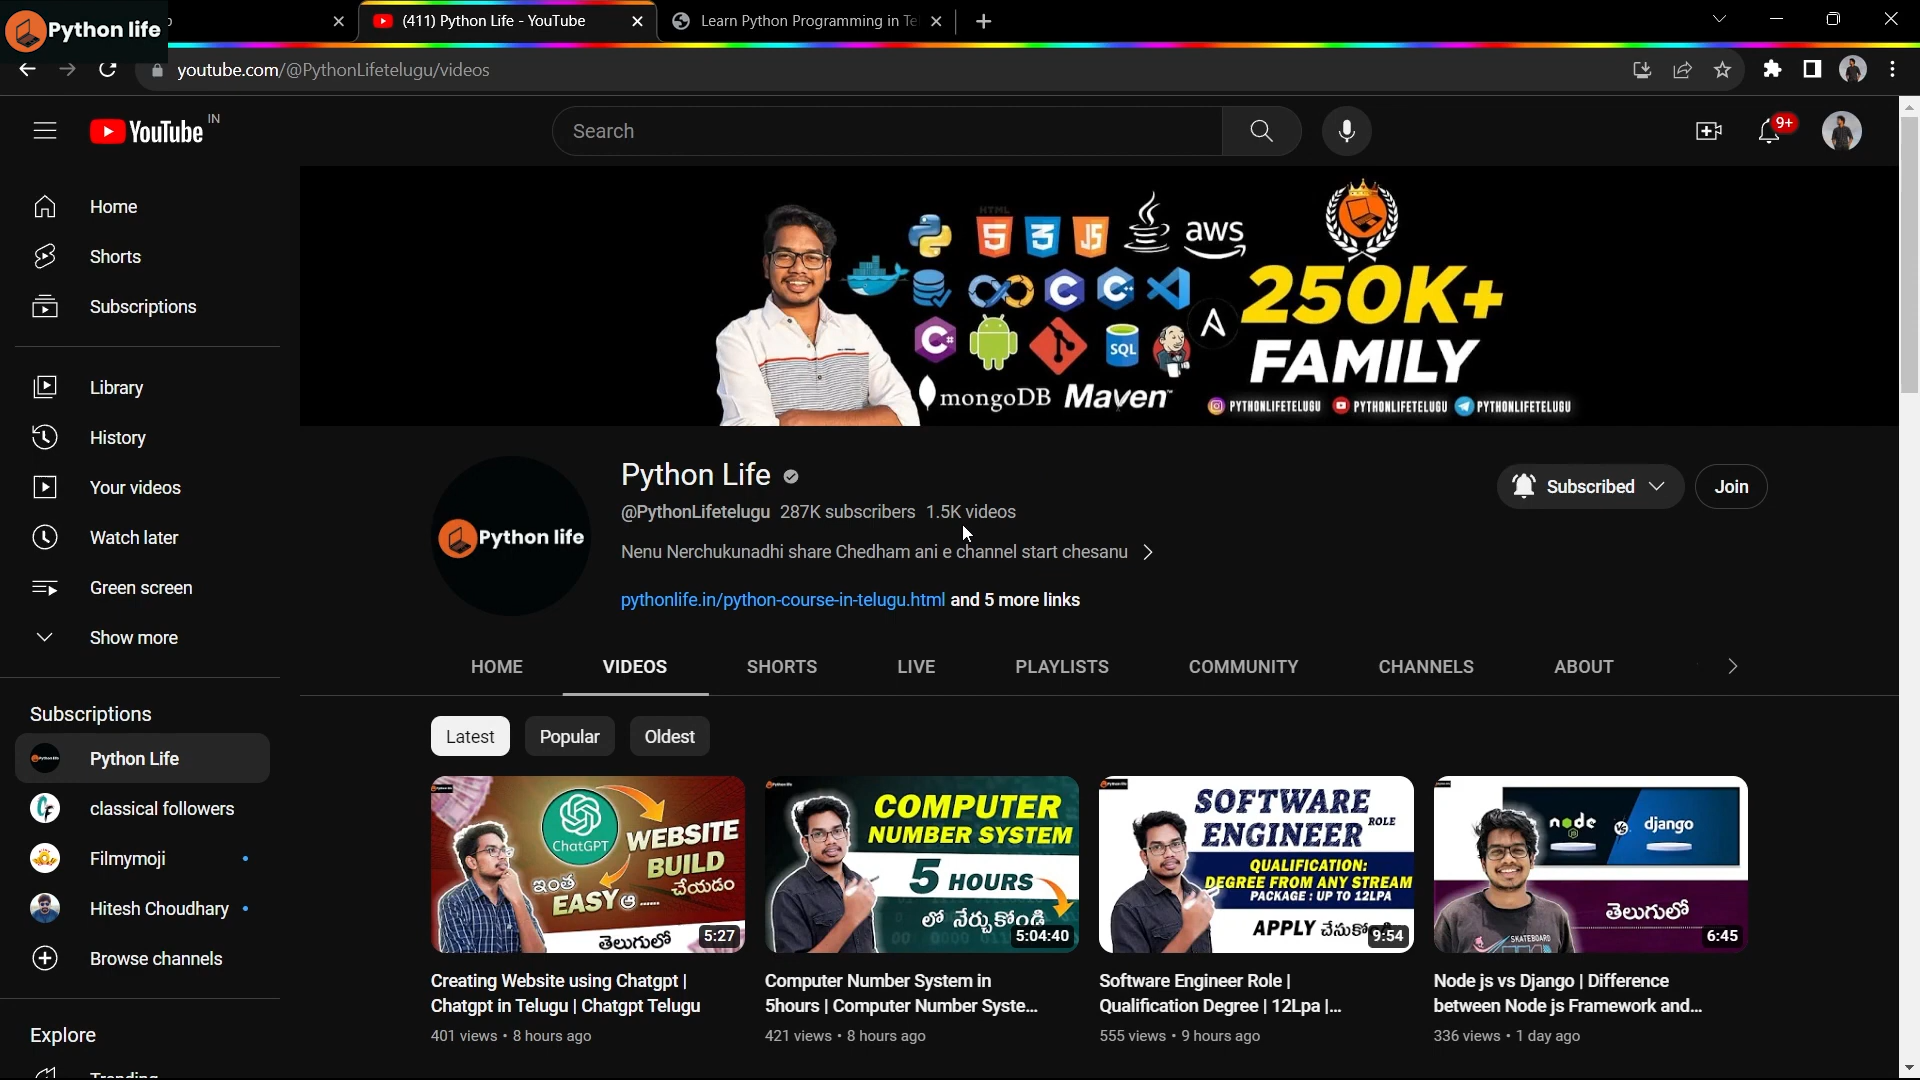 Python life
(411) Python Life - YouTube
Learn Python Programming in Te
youtube.com/@PythonLifetelugu/videos
YouTube IN
Search
9+
Home
Shorts
Subscriptions
Library
History
Your videos
Watch later
Green screen
Show more
Subscriptions
Python Life
classical followers
Filmymoji
Hitesh Choudhary
Browse channels
Explore
Trending
HTML
5 3 JS aws
C C++
C# SQL A
mongoDB Maven™
250K+
FAMILY
PYTHONLIFETELUGU PYTHONLIFETELUGU PYTHONLIFETELUGU
Python life
Python Life
@PythonLifetelugu 287K subscribers 1.5K videos
Nenu Nerchukunadhi share Chedham ani e channel start chesanu
pythonlife.in/python-course-in-telugu.html and 5 more links
Subscribed
Join
HOME VIDEOS SHORTS LIVE PLAYLISTS COMMUNITY CHANNELS ABOUT
Latest Popular Oldest
ChatGPT
WEBSITE
BUILD
ఇంత
EASY ఆ......
చేయడం
తెలుగులో
5:27
Creating Website using Chatgpt |
Chatgpt in Telugu | Chatgpt Telugu
401 views • 8 hours ago
COMPUTER
NUMBER SYSTEM
5 HOURS
లో నేర్చుకోండి
5:04:40
Computer Number System in
5hours | Computer Number Syste...
421 views • 8 hours ago
SOFTWARE
ENGINEER ROLE
QUALIFICATION:
DEGREE FROM ANY STREAM
PACKAGE : UP TO 12LPA
APPLY
9:54
Software Engineer Role |
Qualification Degree | 12Lpa |...
555 views • 9 hours ago
node JS vs django
తెలుగులో
SKATEBOARD
6:45
Node js vs Django | Difference
between Node js Framework and...
336 views • 1 day ago